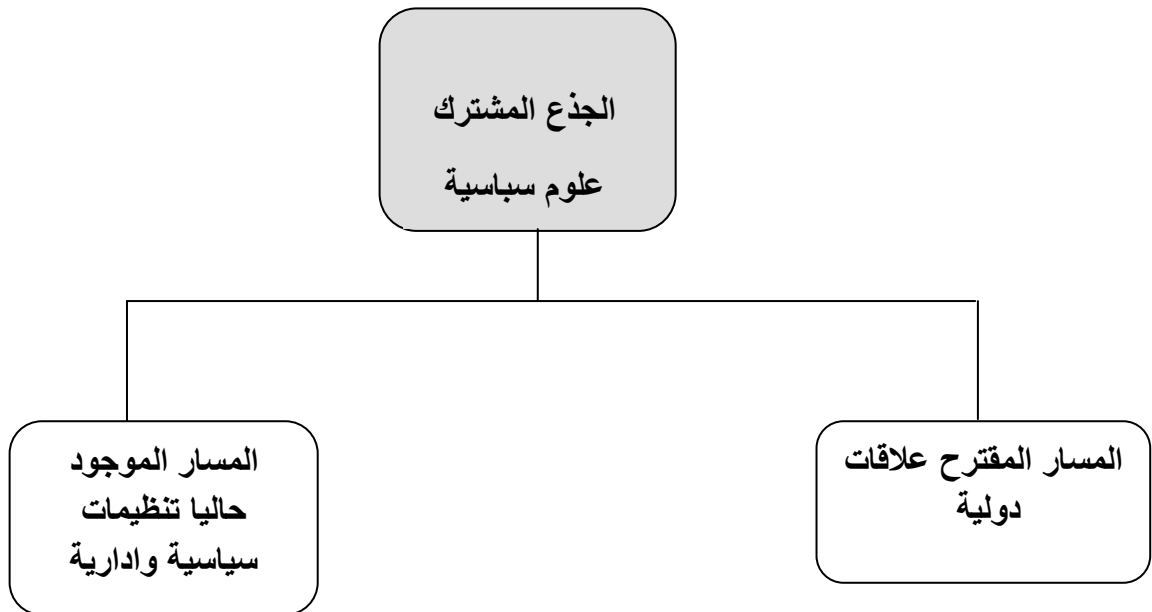 الجذع المشترك
علوم سباسية
المسار المقترح علاقات
دولية
المسار الموجود
حاليا تنظيمات
سياسية وادارية